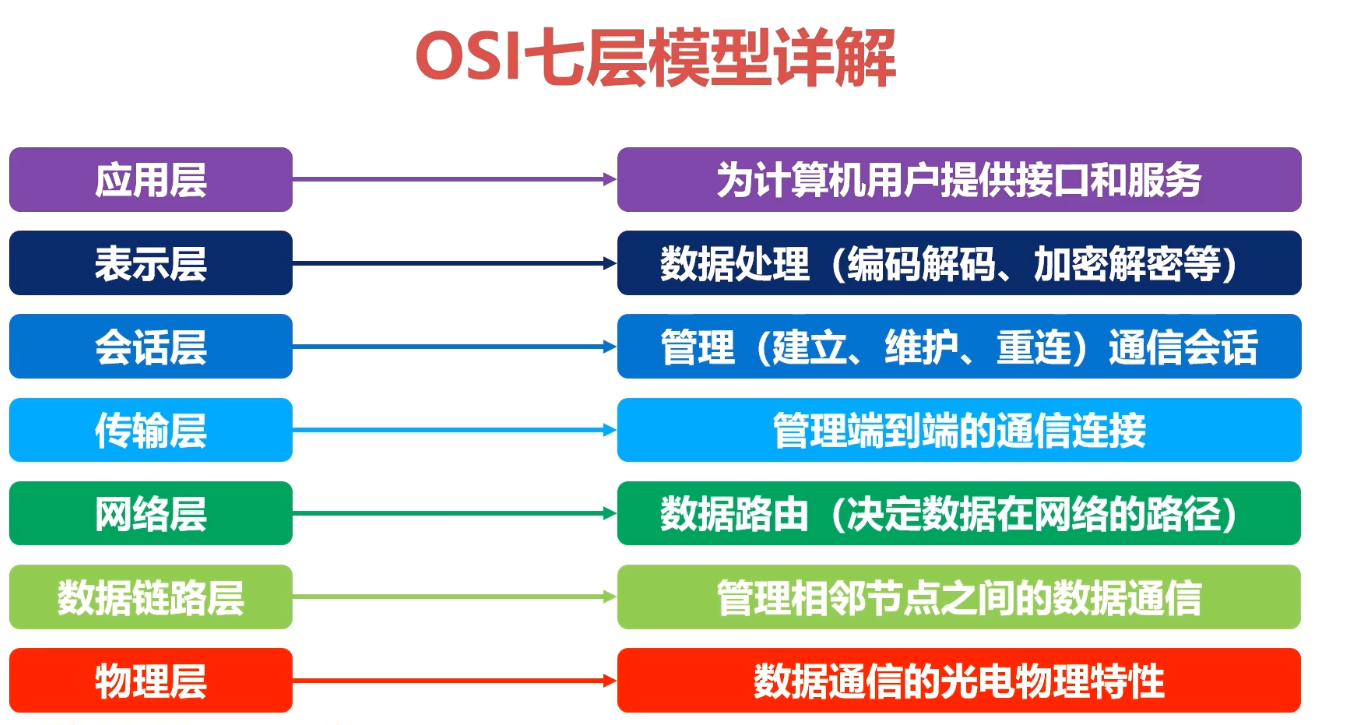 OSI七层模型详解
应用层
为计算机用户提供接口和服务
表示层
数据处理（编码解码、加密解密等）
会话层
管理（建立、维护、重连）通信会话
传输层
管理端到端的通信连接
网络层
数据路由（决定数据在网络的路径）
数据链路层
管理相邻节点之间的数据通信
物理层
数据通信的光电物理特性